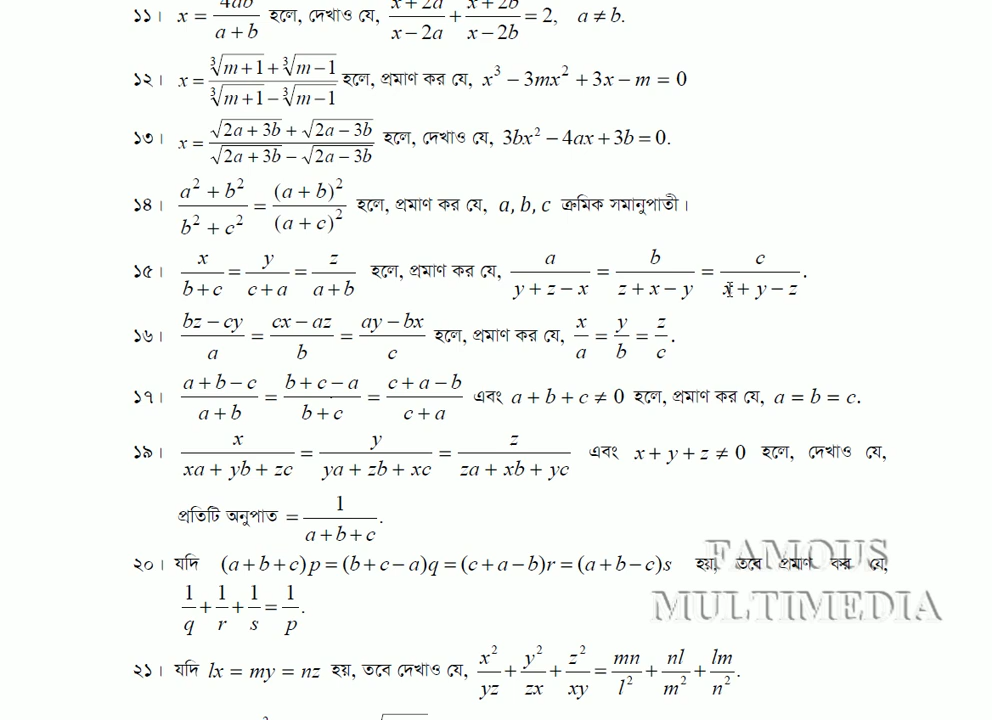 ১১। x = 4ab/(a+b) হলে, দেখাও যে, (x+2a)/(x−2a) + (x+2b)/(x−2b) = 2, a ≠ b.
১২। x = (∛(m+1) + ∛(m−1))/(∛(m+1) − ∛(m−1)) হলে, প্রমাণ কর যে, x³ − 3mx² + 3x − m = 0
১৩। x = (√(2a+3b) + √(2a−3b))/(√(2a+3b) − √(2a−3b)) হলে, দেখাও যে, 3bx² − 4ax + 3b = 0.
১৪। (a² + b²)/(b² + c²) = (a+b)²/(a+c)² হলে, প্রমাণ কর যে, a, b, c ক্রমিক সমানুপাতী।
১৫। x/(b+c) = y/(c+a) = z/(a+b) হলে, প্রমাণ কর যে, a/(y+z−x) = b/(z+x−y) = c/(x+y−z).
১৬। (bz−cy)/a = (cx−az)/b = (ay−bx)/c হলে, প্রমাণ কর যে, x/a = y/b = z/c.
১৭। (a+b−c)/(a+b) = (b+c−a)/(b+c) = (c+a−b)/(c+a) এবং a+b+c ≠ 0 হলে, প্রমাণ কর যে, a = b = c.
১৯। x/(xa+yb+zc) = y/(ya+zb+xc) = z/(za+xb+yc) এবং x+y+z ≠ 0 হলে, দেখাও যে,
প্রতিটি অনুপাত = 1/(a+b+c).
২০। যদি (a+b+c)p = (b+c−a)q = (c+a−b)r = (a+b−c)s হয়, তবে প্রমাণ কর যে,
1/q + 1/r + 1/s = 1/p.
FAMOUS
MULTIMEDIA
২১। যদি lx = my = nz হয়, তবে দেখাও যে, x²/yz + y²/zx + z²/xy = mn/l² + nl/m² + lm/n².